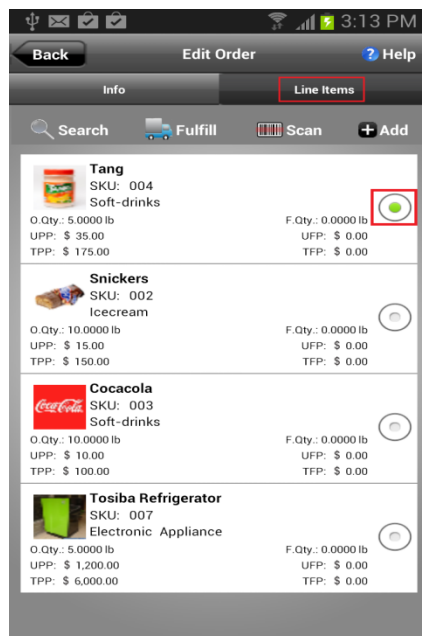 3:13 PM
Back Edit Order ? Help
Info Line Items
Search Fulfill Scan Add
Tang
SKU: 004
Soft-drinks
O.Qty.: 5.0000 lb F.Qty.: 0.0000 lb
UPP: $ 35.00 UFP: $ 0.00
TPP: $ 175.00 TFP: $ 0.00
Snickers
SKU: 002
Icecream
O.Qty.: 10.0000 lb F.Qty.: 0.0000 lb
UPP: $ 15.00 UFP: $ 0.00
TPP: $ 150.00 TFP: $ 0.00
Cocacola
Coca-Cola SKU: 003
Soft-drinks
O.Qty.: 10.0000 lb F.Qty.: 0.0000 lb
UPP: $ 10.00 UFP: $ 0.00
TPP: $ 100.00 TFP: $ 0.00
Tosiba Refrigerator
SKU: 007
Electronic Appliance
O.Qty.: 5.0000 lb F.Qty.: 0.0000 lb
UPP: $ 1,200.00 UFP: $ 0.00
TPP: $ 6,000.00 TFP: $ 0.00